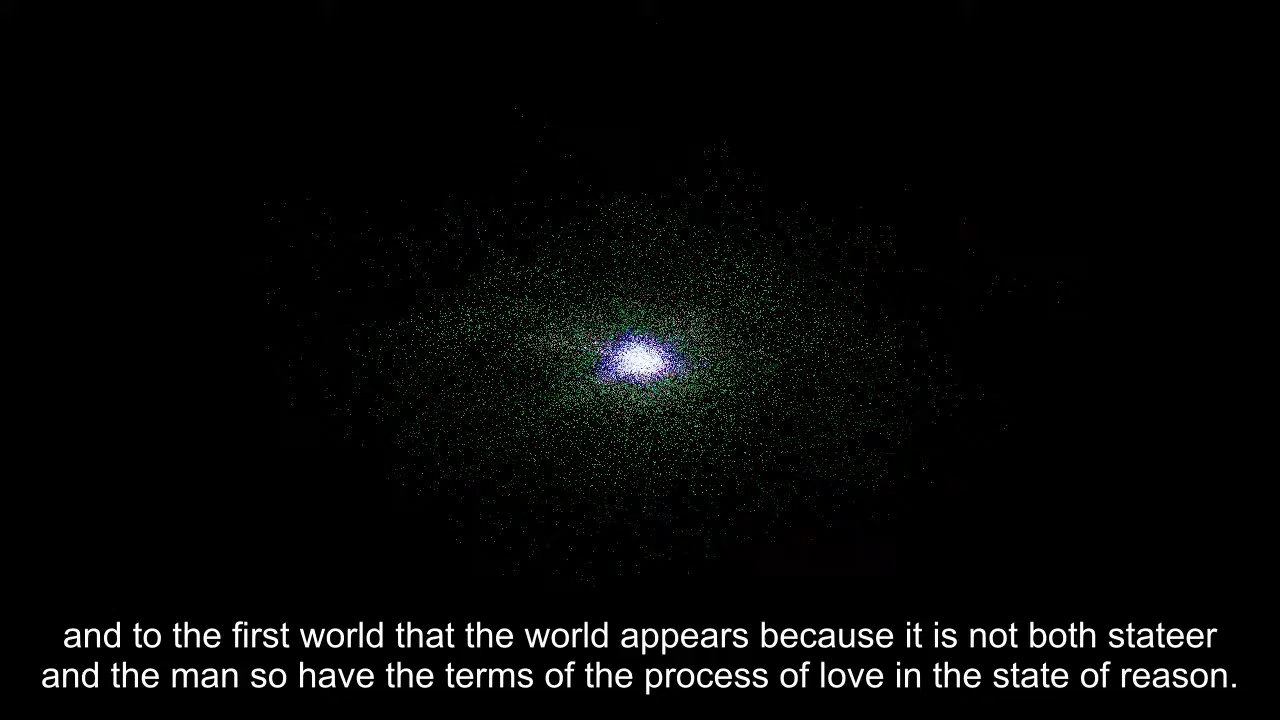 and to the first world that the world appears because it is not both stateer
and the man so have the terms of the process of love in the state of reason.